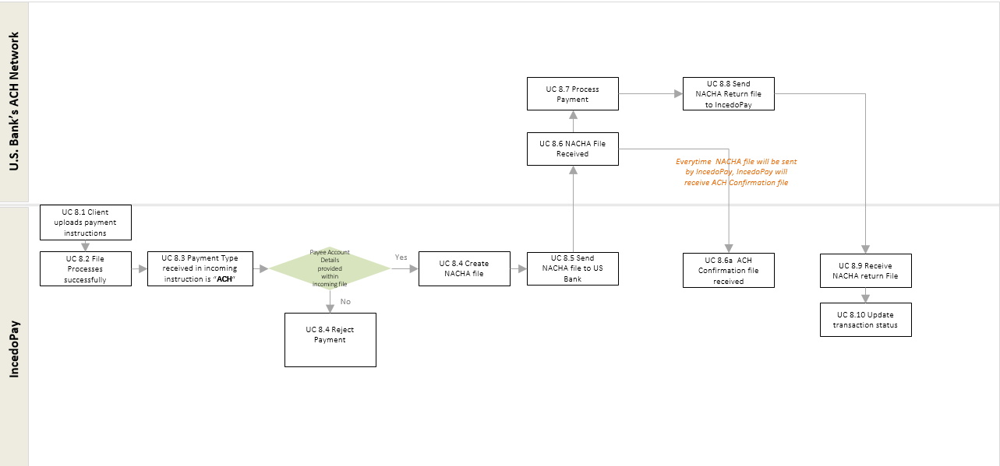 U.S. Bank's ACH Network
UC 8.7 Process
Payment
UC 8.8 Send
NACHA Return file
to IncedoPay
UC 8.6 NACHA File
Received
Everytime  NACHA file will be sent
by IncedoPay, IncedoPay will
receive ACH Confirmation file
IncedoPay
UC 8.1 Client
uploads payment
instructions
UC 8.2 File
Processes
successfully
UC 8.3 Payment Type
received in incoming
instruction is "ACH"
Payee Account
Details
provided
within
incoming file
Yes
No
UC 8.4 Reject
Payment
UC 8.4 Create
NACHA file
UC 8.5 Send
NACHA file to US
Bank
UC 8.6a  ACH
Confirmation file
received
UC 8.9 Receive
NACHA return File
UC 8.10 Update
transaction status